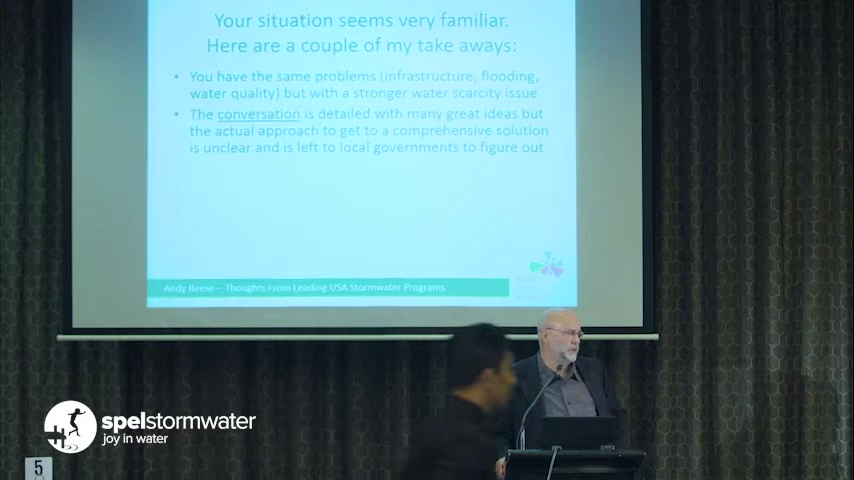 Your situation seems very familiar.
Here are a couple of my take aways:
• You have the same problems (infrastructure, flooding,
water quality) but with a stronger water scarcity issue
• The conversation is detailed with many great ideas but
the actual approach to get to a comprehensive solution
is unclear and is left to local governments to figure out
Andy Reese – Thoughts From Leading USA Stormwater Programs
spelstormwater
joy in water
5